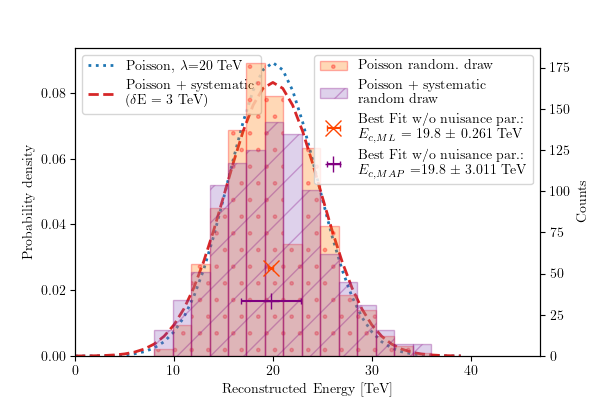 Poisson, λ=20 TeV
Poisson + systematic
(δE = 3 TeV)
Poisson random. draw
Poisson + systematic
random draw
Best Fit w/o nuisance par.:
E_{c,ML} = 19.8 ± 0.261 TeV
Best Fit w/o nuisance par.:
E_{c,MAP} =19.8 ± 3.011 TeV
Probability density
0.00
0.02
0.04
0.06
0.08
Counts
0
25
50
75
100
125
150
175
0
10
20
30
40
Reconstructed Energy [TeV]